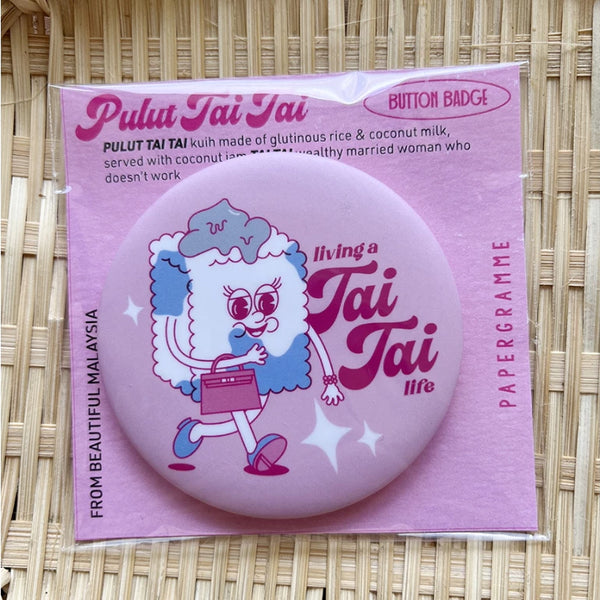 Pulut Tai Tai
BUTTON BADGE
PULUT TAI TAI kuih made of glutinous rice & coconut milk,
served with coconut jam TAI TAI wealthy married woman who
doesn't work
living a
Tai
Tai
life
FROM BEAUTIFUL MALAYSIA
PAPERGRAMME